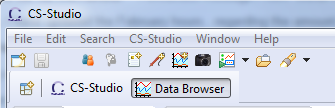 CS-Studio
File Edit Search CS-Studio Window Help
CS-Studio Data Browser